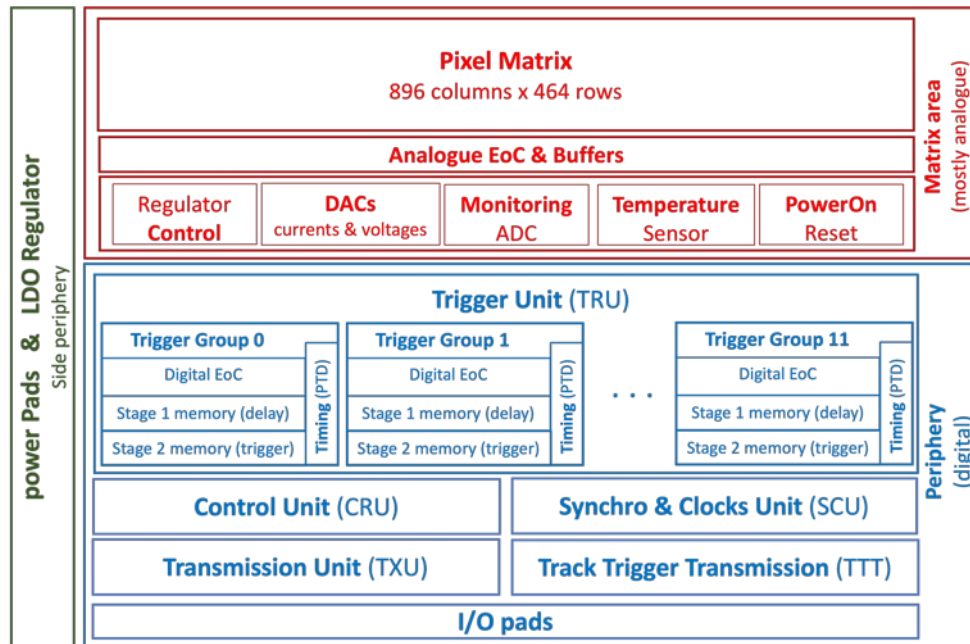 power Pads & LDO Regulator
Side periphery
Pixel Matrix
896 columns x 464 rows
Analogue EoC & Buffers
Regulator
Control
DACs
currents & voltages
Monitoring
ADC
Temperature
Sensor
PowerOn
Reset
Matrix area
(mostly analogue)
Trigger Unit (TRU)
Trigger Group 0
Digital EoC
Stage 1 memory (delay)
Stage 2 memory (trigger)
Timing (PTD)
Trigger Group 1
Digital EoC
Stage 1 memory (delay)
Stage 2 memory (trigger)
Timing (PTD)
. . .
Trigger Group 11
Digital EoC
Stage 1 memory (delay)
Stage 2 memory (trigger)
Timing (PTD)
Periphery
(digital)
Control Unit (CRU)
Synchro & Clocks Unit (SCU)
Transmission Unit (TXU)
Track Trigger Transmission (TTT)
I/O pads